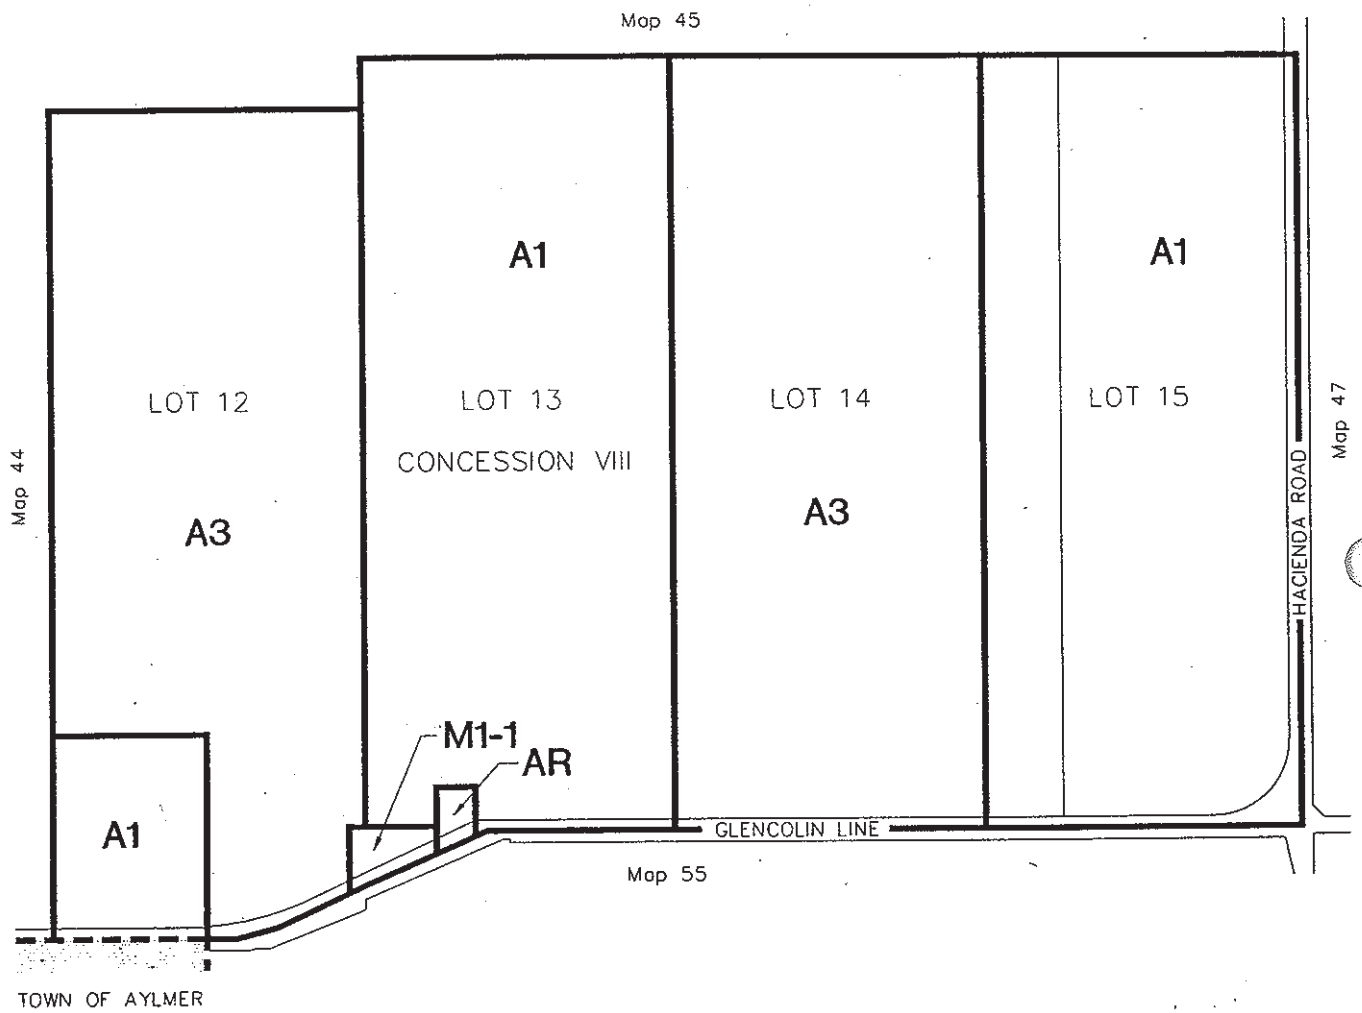 Map 45
A1
A1
LOT 12
LOT 13
LOT 14
LOT 15
Map 47
Map 44
CONCESSION VIII
A3
A3
HACIENDA ROAD
M1-1
AR
A1
GLENCOLIN LINE
Map 55
TOWN OF AYLMER